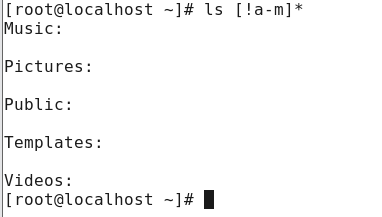 [root@localhost ~]# ls [!a-m]*
Music:

Pictures:

Public:

Templates:

Videos:
[root@localhost ~]#